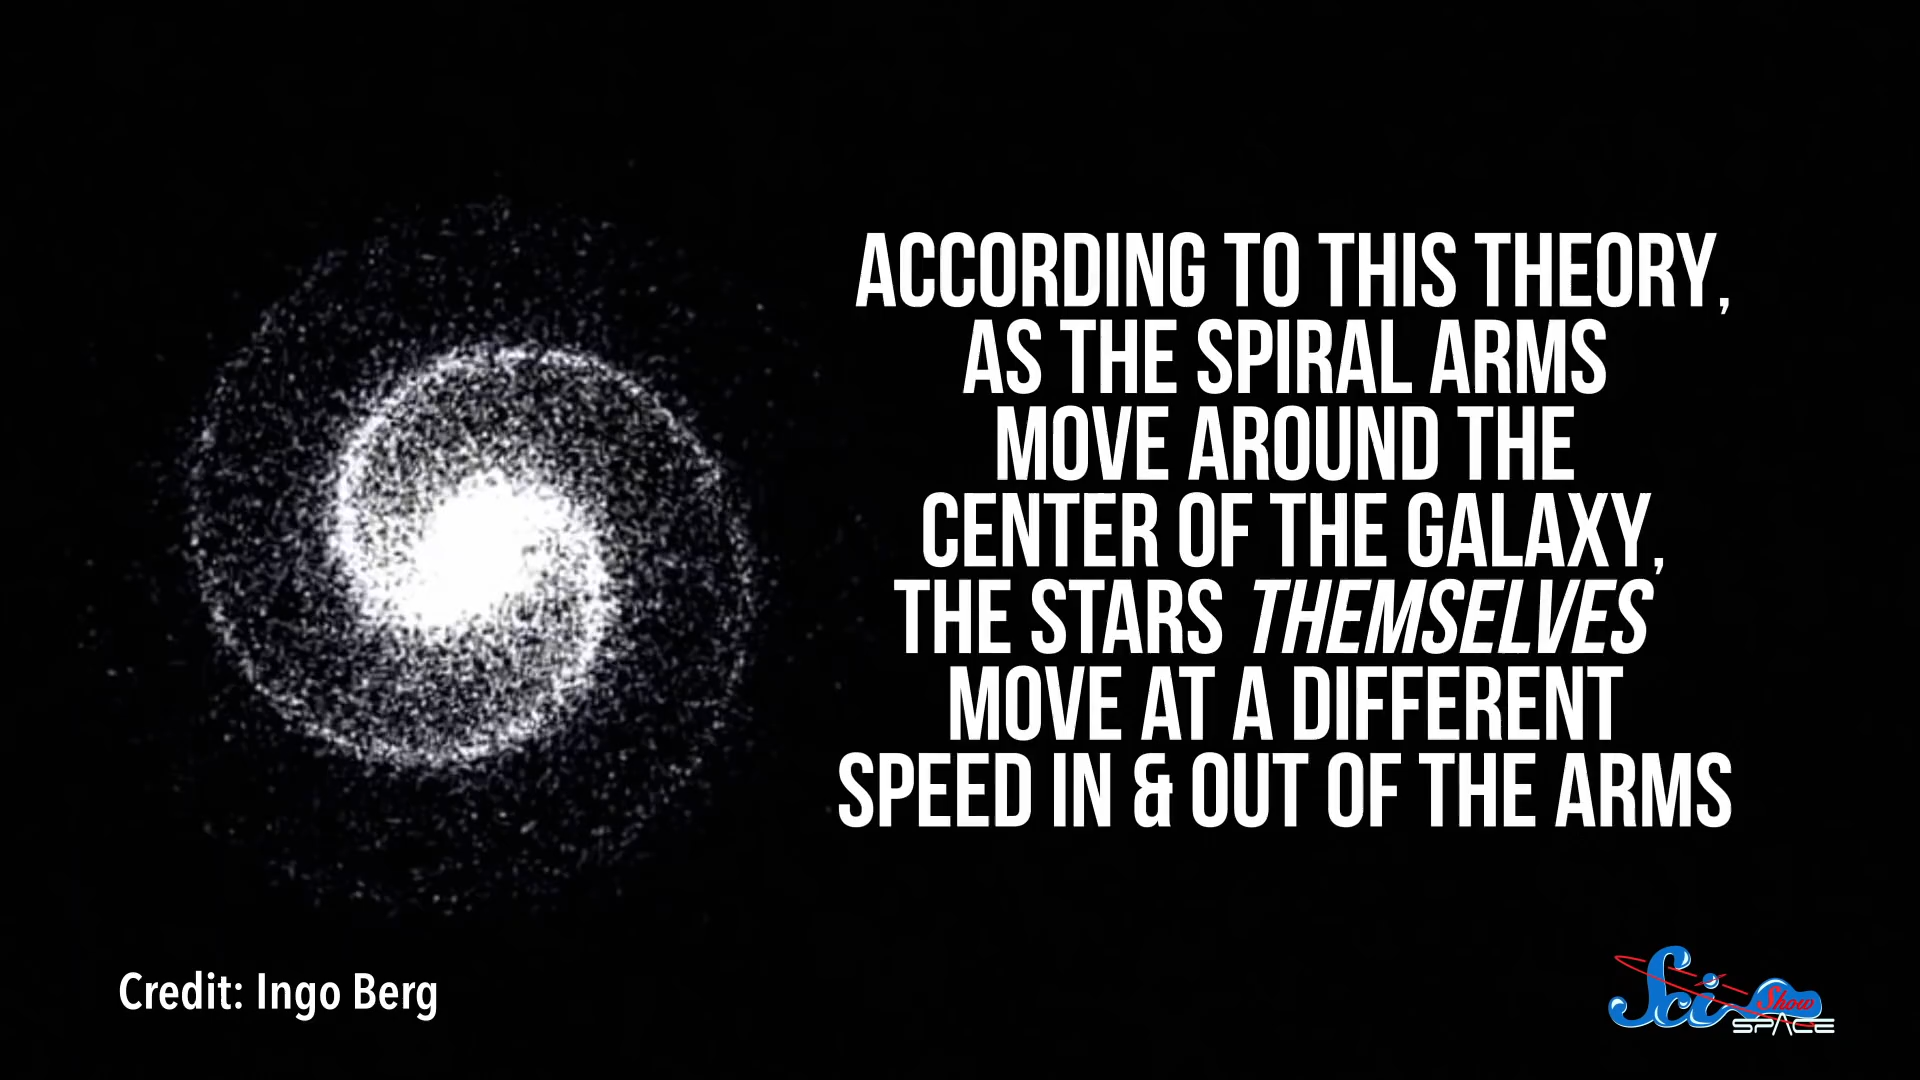 ACCORDING TO THIS THEORY,
AS THE SPIRAL ARMS
MOVE AROUND THE
CENTER OF THE GALAXY,
THE STARS THEMSELVES
MOVE AT A DIFFERENT
SPEED IN & OUT OF THE ARMS
Credit: Ingo Berg
Sci Show
SPACE